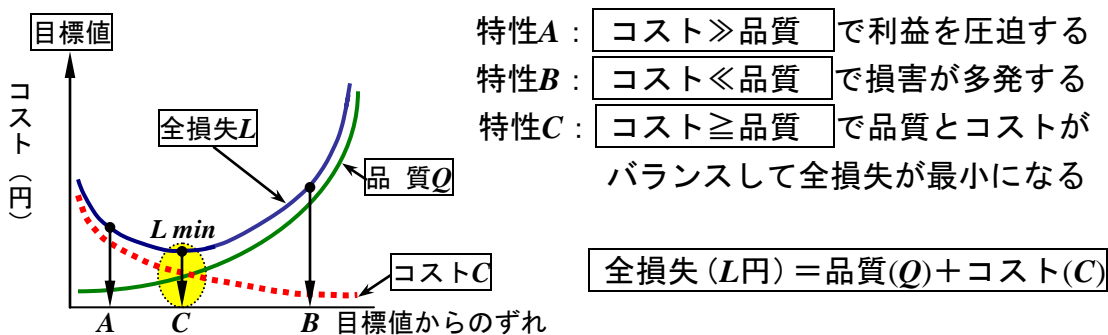 目標値
コスト（円）
全損失L
品 質Q
L min
コストC
A C B 目標値からのずれ
特性A： コスト≫品質 で利益を圧迫する
特性B： コスト≪品質 で損害が多発する
特性C： コスト≧品質 で品質とコストが
バランスして全損失が最小になる
全損失（L円）＝品質(Q)＋コスト(C)